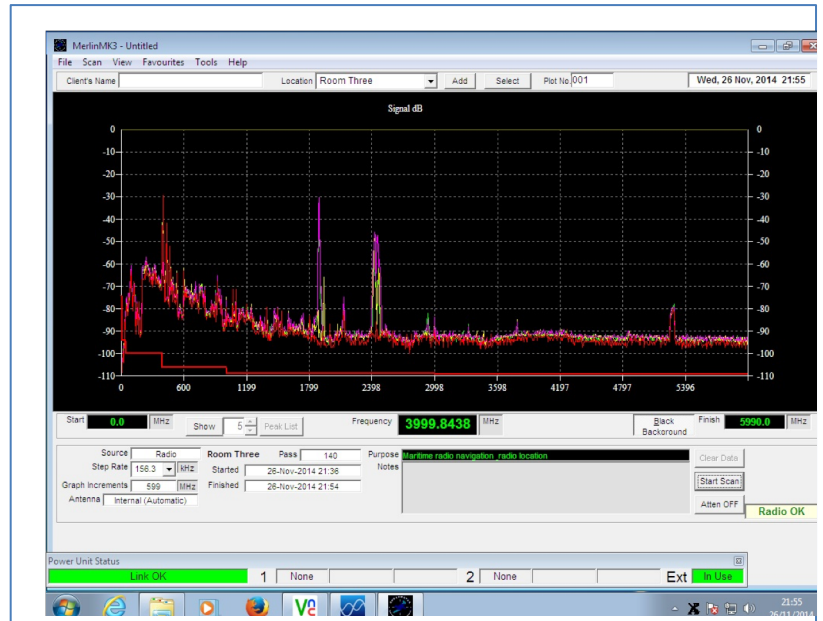 MerlinMK3 - Untitled
File Scan View Favourites Tools Help
Client's Name Location Room Three Add Select Plot No. 001 Wed, 26 Nov, 2014 21:55
Signal dB
0 0
-10 -10
-20 -20
-30 -30
-40 -40
-50 -50
-60 -60
-70 -70
-80 -80
-90 -90
-100 -100
-110 -110
0 600 1199 1799 2398 2998 3598 4197 4797 5396
Start 0.0 MHz Show 5 Peak List Frequency 3999.8438 MHz Black Backoround Finish 5990.0 MHz
Source Radio Room Three Pass 140 Purpose Maritime radio navigation_radio location Clear Data
Step Rate 156.3 kHz Started 26-Nov-2014 21:36 Notes Start Scan
Graph Increments 599 MHz Finished 26-Nov-2014 21:54
Antenna Internal (Automatic) Atten OFF
Radio OK
Power Unit Status
Link OK 1 None 2 None Ext In Use
21:55
26/11/2014